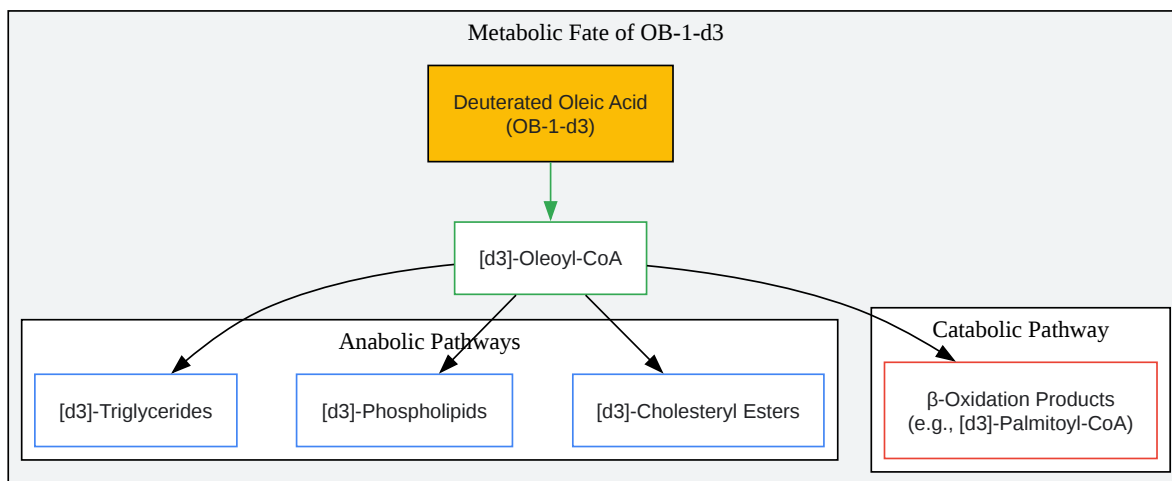 Metabolic Fate of OB-1-d3
Deuterated Oleic Acid
(OB-1-d3)
[d3]-Oleoyl-CoA
Anabolic Pathways
Catabolic Pathway
[d3]-Triglycerides
[d3]-Phospholipids
[d3]-Cholesteryl Esters
β-Oxidation Products
(e.g., [d3]-Palmitoyl-CoA)